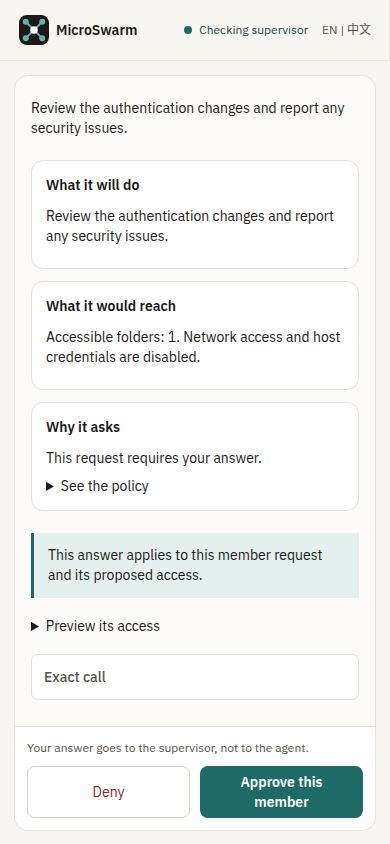 MicroSwarm
Checking supervisor
EN | 中文
Review the authentication changes and report any
security issues.
What it will do
Review the authentication changes and report
any security issues.
What it would reach
Accessible folders: 1. Network access and host
credentials are disabled.
Why it asks
This request requires your answer.
See the policy
This answer applies to this member request
and its proposed access.
Preview its access
Exact call
Your answer goes to the supervisor, not to the agent.
Deny
Approve this
member